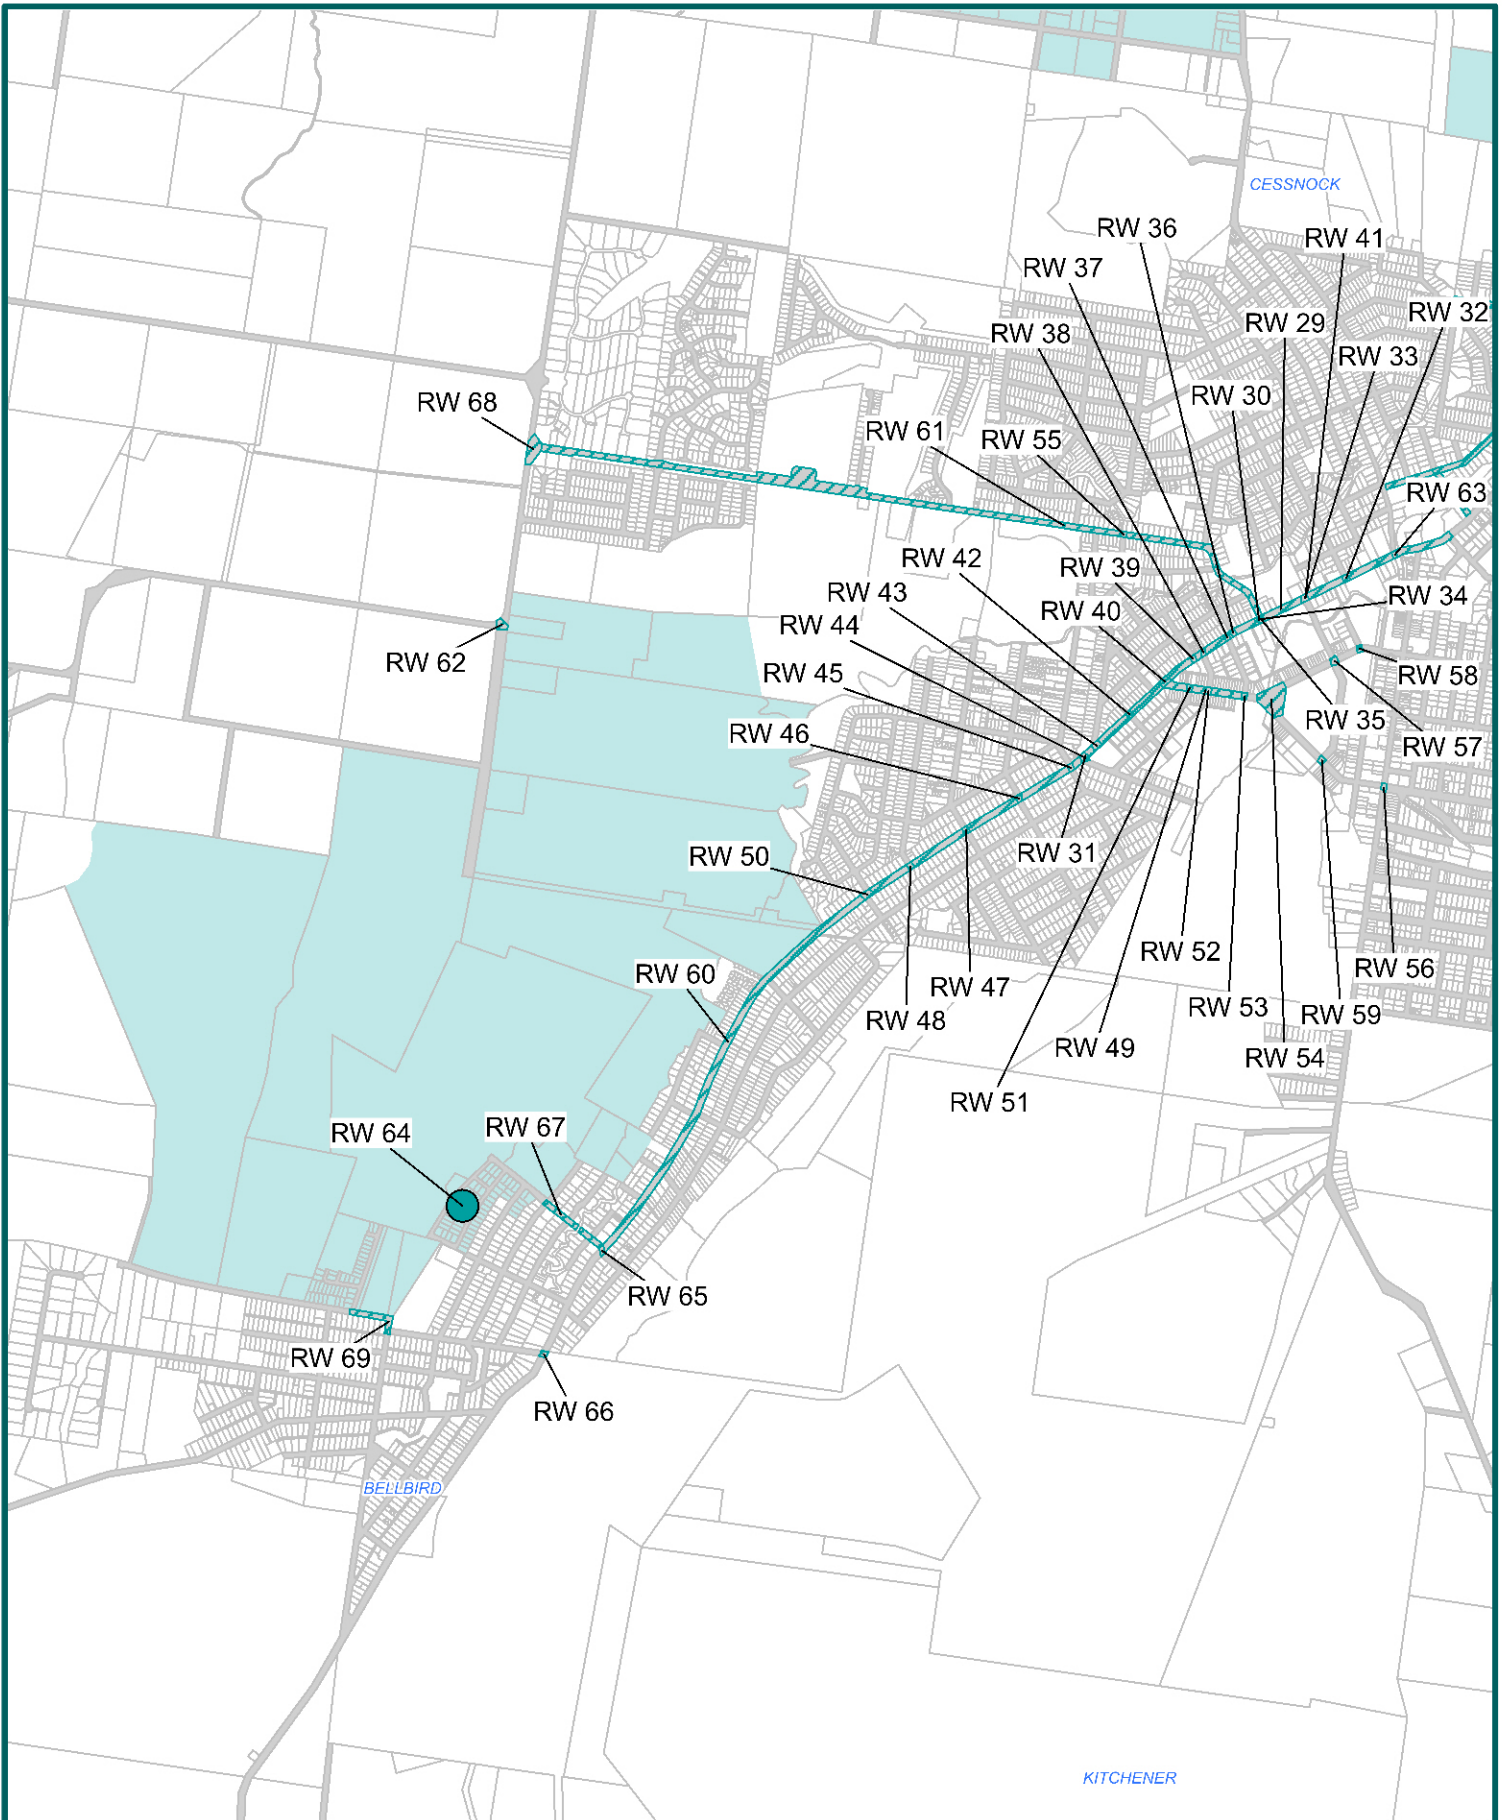 CESSNOCK
RW 36
RW 41
RW 37
RW 32
RW 29
RW 38
RW 33
RW 30
RW 68
RW 61
RW 55
RW 63
RW 42
RW 39
RW 43
RW 34
RW 40
RW 44
RW 62
RW 45
RW 58
RW 35
RW 46
RW 57
RW 31
RW 50
RW 52
RW 56
RW 60
RW 47
RW 53
RW 59
RW 48
RW 49
RW 54
RW 51
RW 67
RW 64
RW 65
RW 69
RW 66
BELLBIRD
KITCHENER